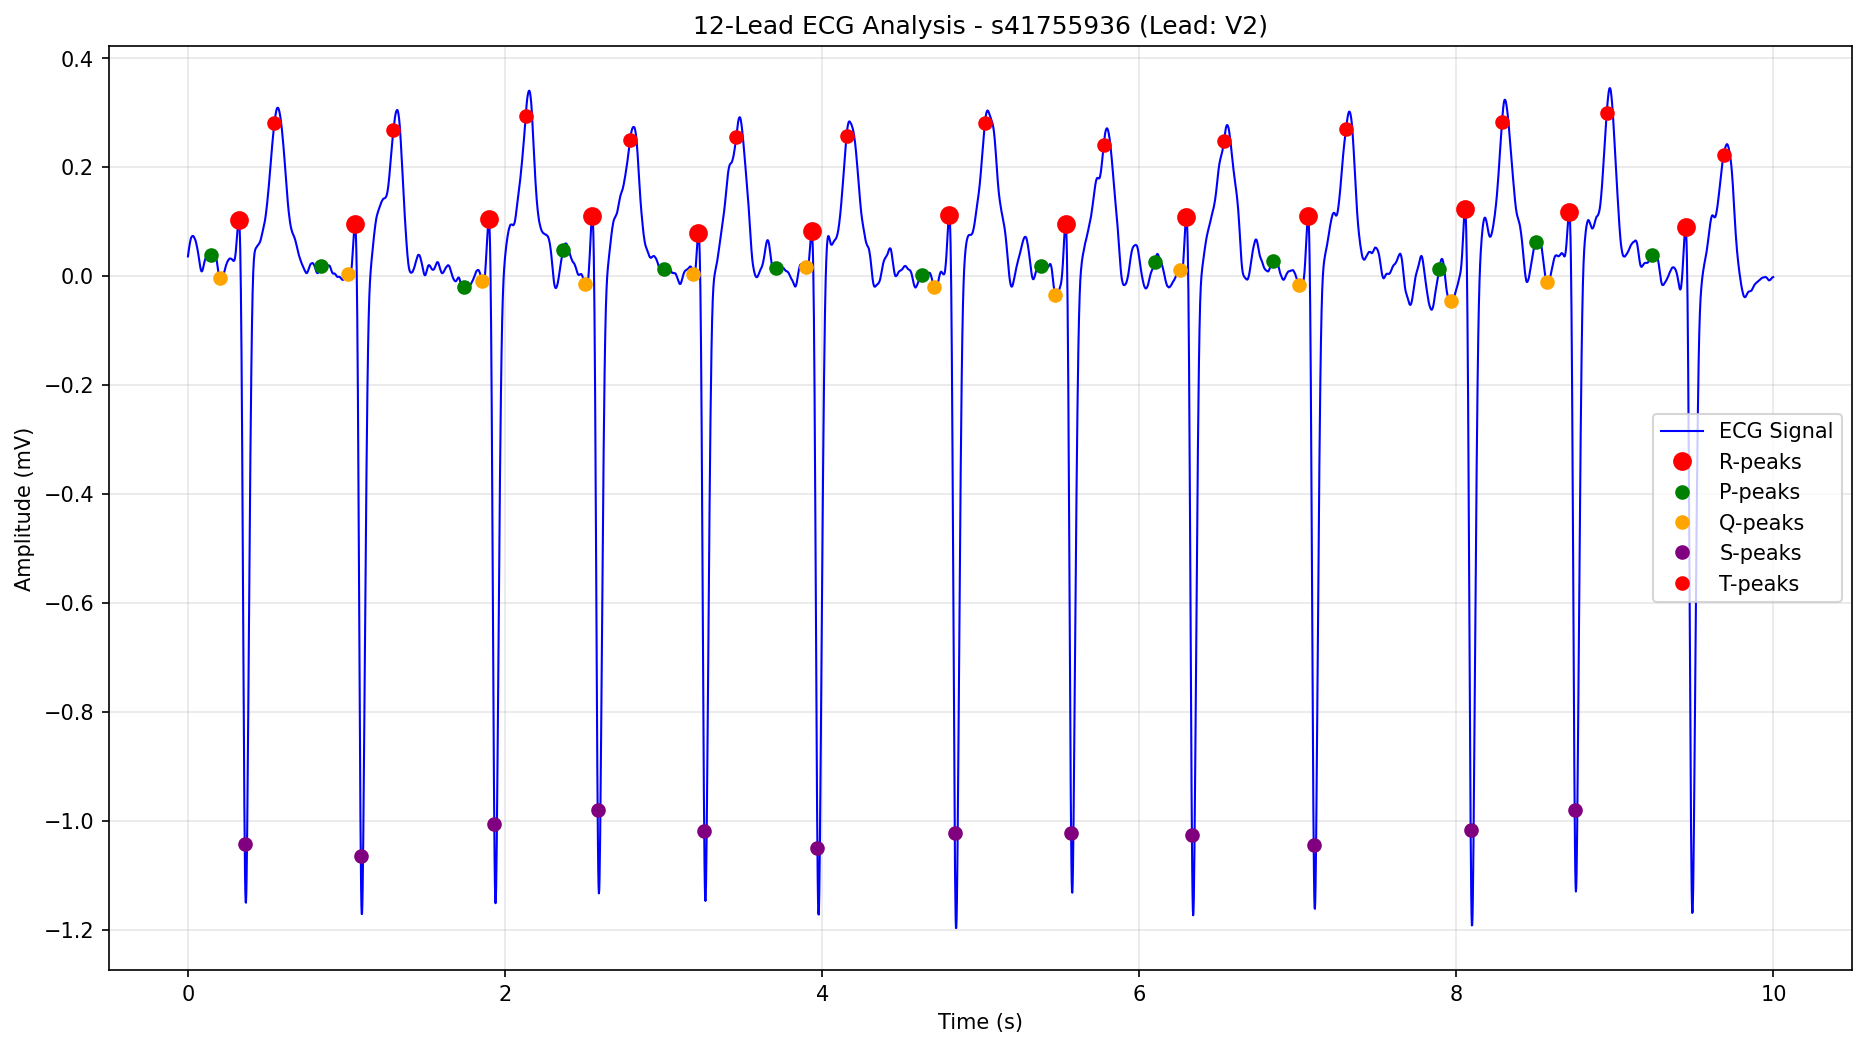 12-Lead ECG Analysis - s41755936 (Lead: V2)
Amplitude (mV)
0.4
0.2
0.0
−0.2
−0.4
−0.6
−0.8
−1.0
−1.2
ECG Signal
R-peaks
P-peaks
Q-peaks
S-peaks
T-peaks
0 2 4 6 8 10
Time (s)